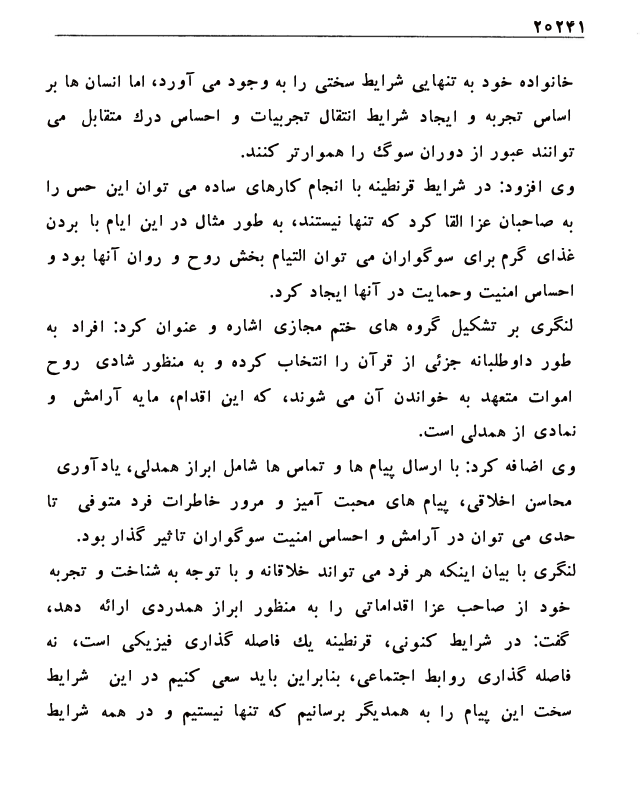 ۲۰۲۴۱
خانواده خود به تنهایی شرایط سختی را به وجود می آورد، اما انسان ها بر
اساس تجربه و ایجاد شرایط انتقال تجربیات و احساس درك متقابل می
توانند عبور از دوران سوگ را هموارتر کنند.
وی افزود: در شرایط قرنطینه با انجام کارهای ساده می توان این حس را
به صاحبان عزا القا کرد که تنها نیستند، به طور مثال در این ایام با بردن
غذای گرم برای سوگواران می توان التیام بخش روح و روان آنها بود و
احساس امنیت وحمایت در آنها ایجاد کرد.
لنگری بر تشکیل گروه های ختم مجازی اشاره و عنوان کرد: افراد به
طور داوطلبانه جزئی از قرآن را انتخاب کرده و به منظور شادی روح
اموات متعهد به خواندن آن می شوند، که این اقدام، مایه آرامش و
نمادی از همدلی است.
وی اضافه کرد: با ارسال پیام ها و تماس ها شامل ابراز همدلی، یادآوری
محاسن اخلاقی، پیام های محبت آمیز و مرور خاطرات فرد متوفی تا
حدی می توان در آرامش و احساس امنیت سوگواران تاثیر گذار بود.
لنگری با بیان اینکه هر فرد می تواند خلاقانه و با توجه به شناخت و تجربه
خود از صاحب عزا اقداماتی را به منظور ابراز همدردی ارائه دهد،
گفت: در شرایط کنونی، قرنطینه یك فاصله گذاری فیزیکی است، نه
فاصله گذاری روابط اجتماعی، بنابراین باید سعی کنیم در این شرایط
سخت این پیام را به همدیگر برسانیم که تنها نیستیم و در همه شرایط